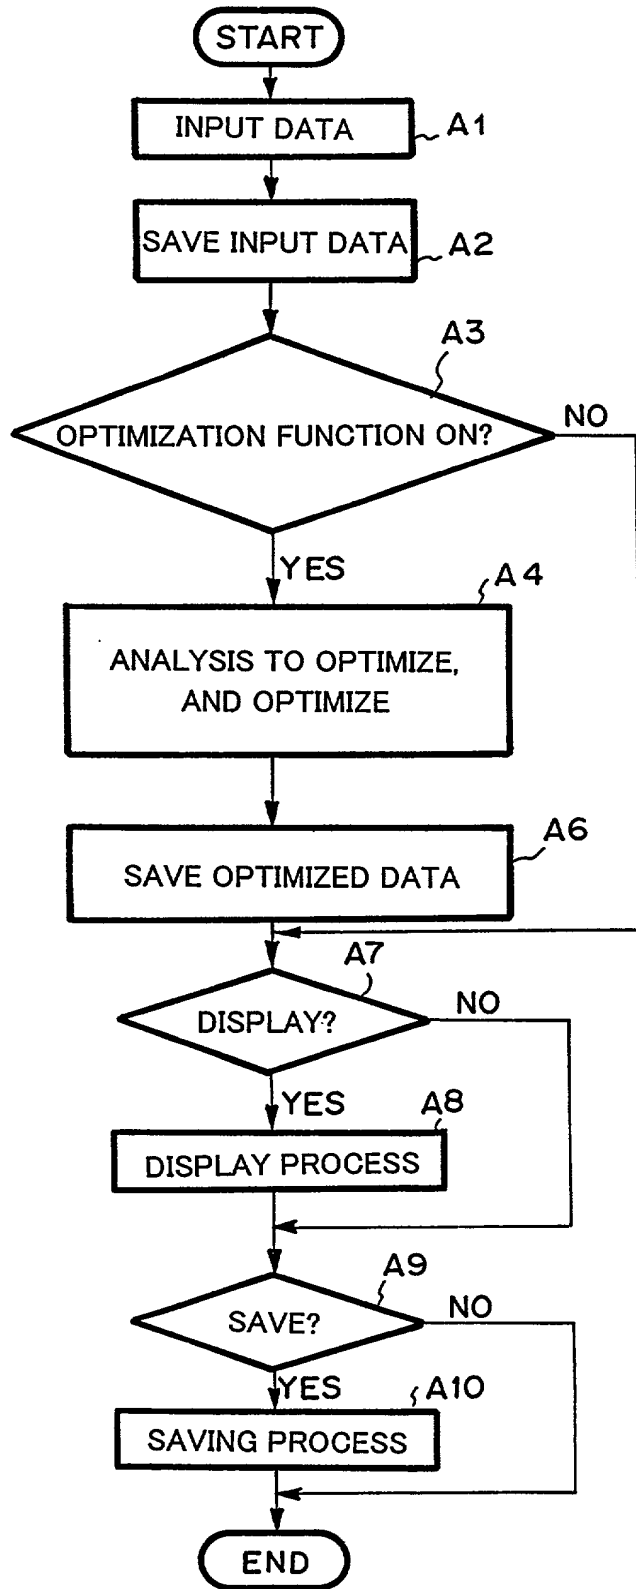 START
INPUT DATA
A1
SAVE INPUT DATA
A2
A3
OPTIMIZATION FUNCTION ON?
NO
YES
A4
ANALYSIS TO OPTIMIZE,
AND OPTIMIZE
A6
SAVE OPTIMIZED DATA
A7
DISPLAY?
NO
YES
A8
DISPLAY PROCESS
A9
SAVE?
NO
YES
A10
SAVING PROCESS
END